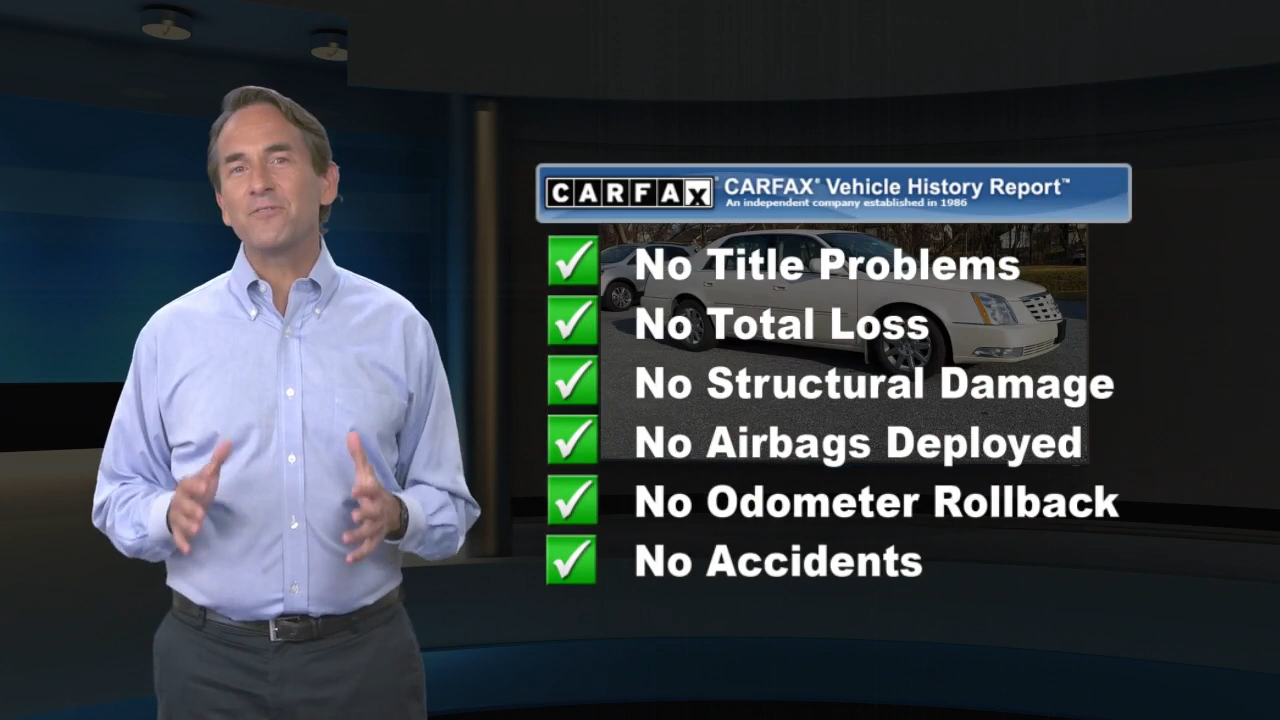 CARFAX® CARFAX® Vehicle History Report™
An independent company established in 1986
No Title Problems
No Total Loss
No Structural Damage
No Airbags Deployed
No Odometer Rollback
No Accidents